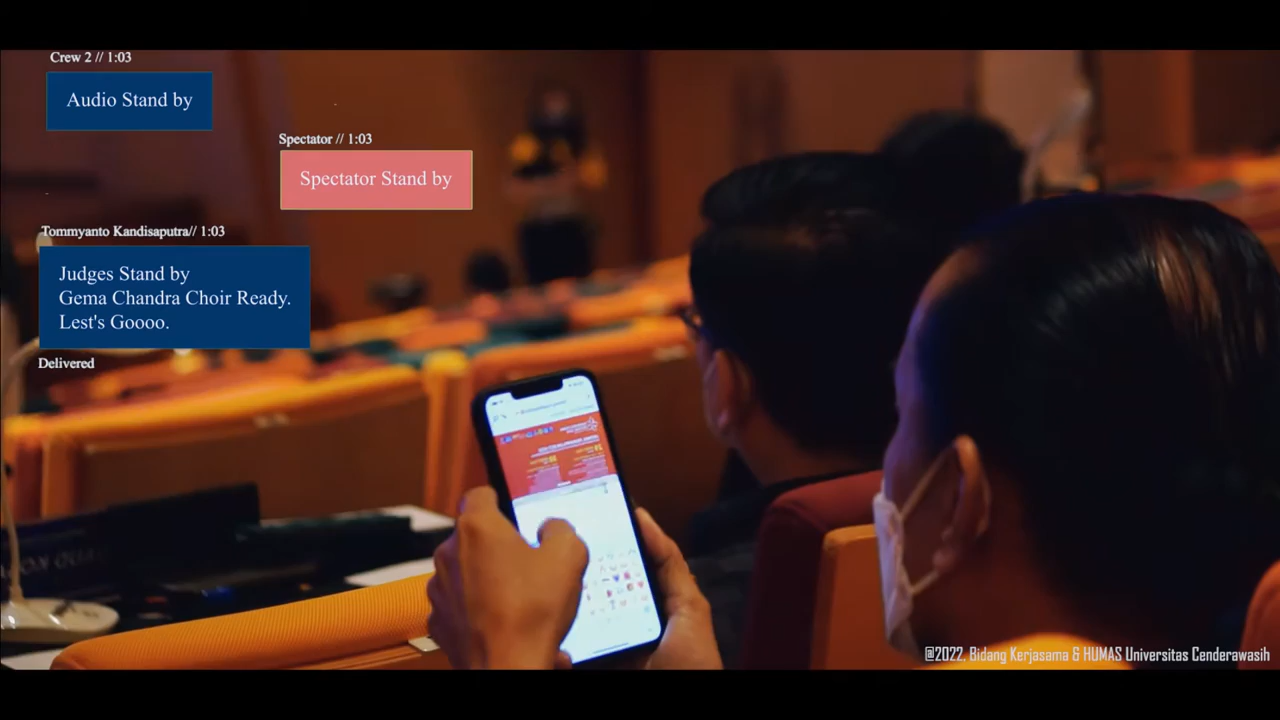 Crew 2 // 1:03
Audio Stand by
Spectator // 1:03
Spectator Stand by
Tommyanto Kandisaputra// 1:03
Judges Stand by
Gema Chandra Choir Ready.
Lest's Goooo.
Delivered
@2022, Bidang Kerjasama & HUMAS Universitas Cenderawasih